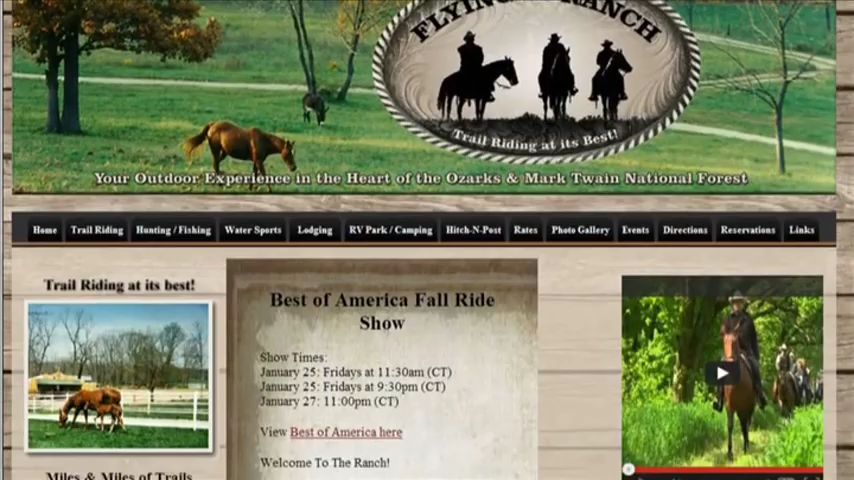 FLYING RANCH
Trail Riding at its Best!
Your Outdoor Experience in the Heart of the Ozarks & Mark Twain National Forest
Home Trail Riding Hunting / Fishing Water Sports Lodging RV Park / Camping Hitch-N-Post Rates Photo Gallery Events Directions Reservations Links
Trail Riding at its best!
Best of America Fall Ride
Show
Show Times:
January 25: Fridays at 11:30am (CT)
January 25: Fridays at 9:30pm (CT)
January 27: 11:00pm (CT)
View Best of America here
Welcome To The Ranch!
Miles & Miles of Trails